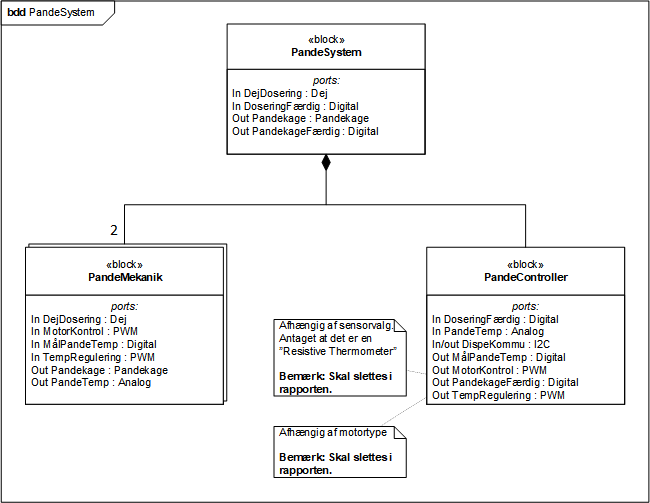 bdd PandeSystem
«block»
PandeSystem
ports:
In DejDosering : Dej
In DoseringFærdig : Digital
Out Pandekage : Pandekage
Out PandekageFærdig : Digital
2
«block»
PandeMekanik
ports:
In DejDosering : Dej
In MotorKontrol : PWM
In MålPandeTemp : Digital
In TempRegulering : PWM
Out Pandekage : Pandekage
Out PandeTemp : Analog
Afhængig af sensorvalg,
Antaget at det er en
”Resistive Thermometer”
Bemærk: Skal slettes i
rapporten.
Afhængig af motortype
Bemærk: Skal slettes i
rapporten.
«block»
PandeController
ports:
In DoseringFærdig : Digital
In PandeTemp : Analog
In/out DispeKommu : I2C
Out MålPandeTemp : Digital
Out MotorKontrol : PWM
Out PandekageFærdig : Digital
Out TempRegulering : PWM